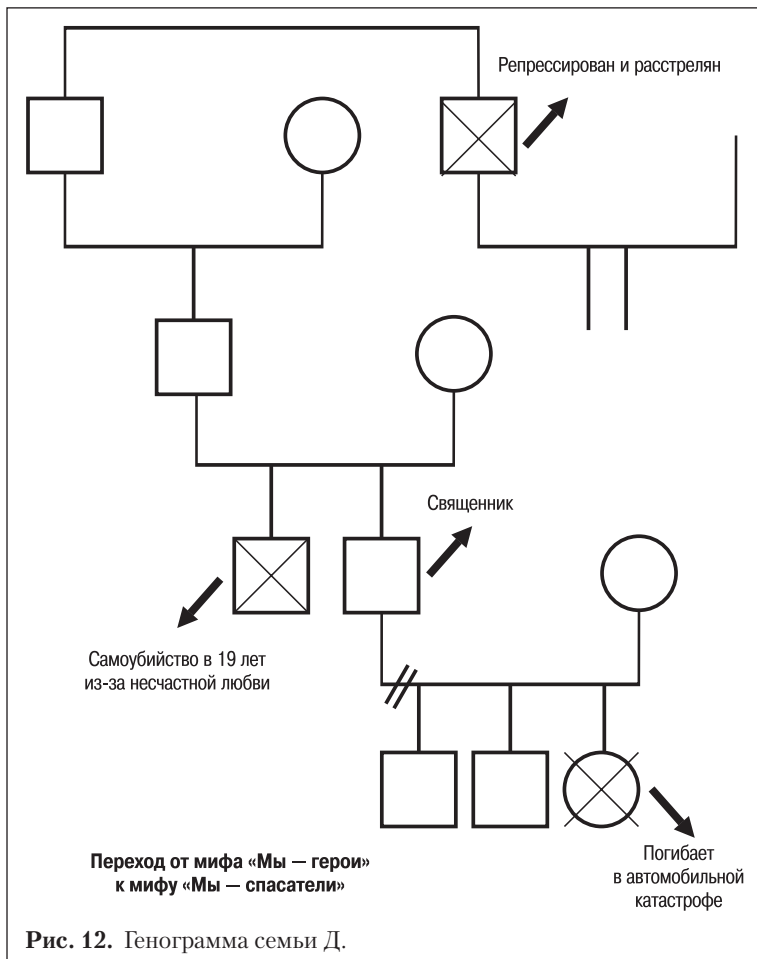 Репрессирован и расстрелян
Священник
Самоубийство в 19 лет
из-за несчастной любви
Переход от мифа «Мы — герои»
к мифу «Мы — спасатели»
Погибает
в автомобильной
катастрофе
Рис. 12. Генограмма семьи Д.